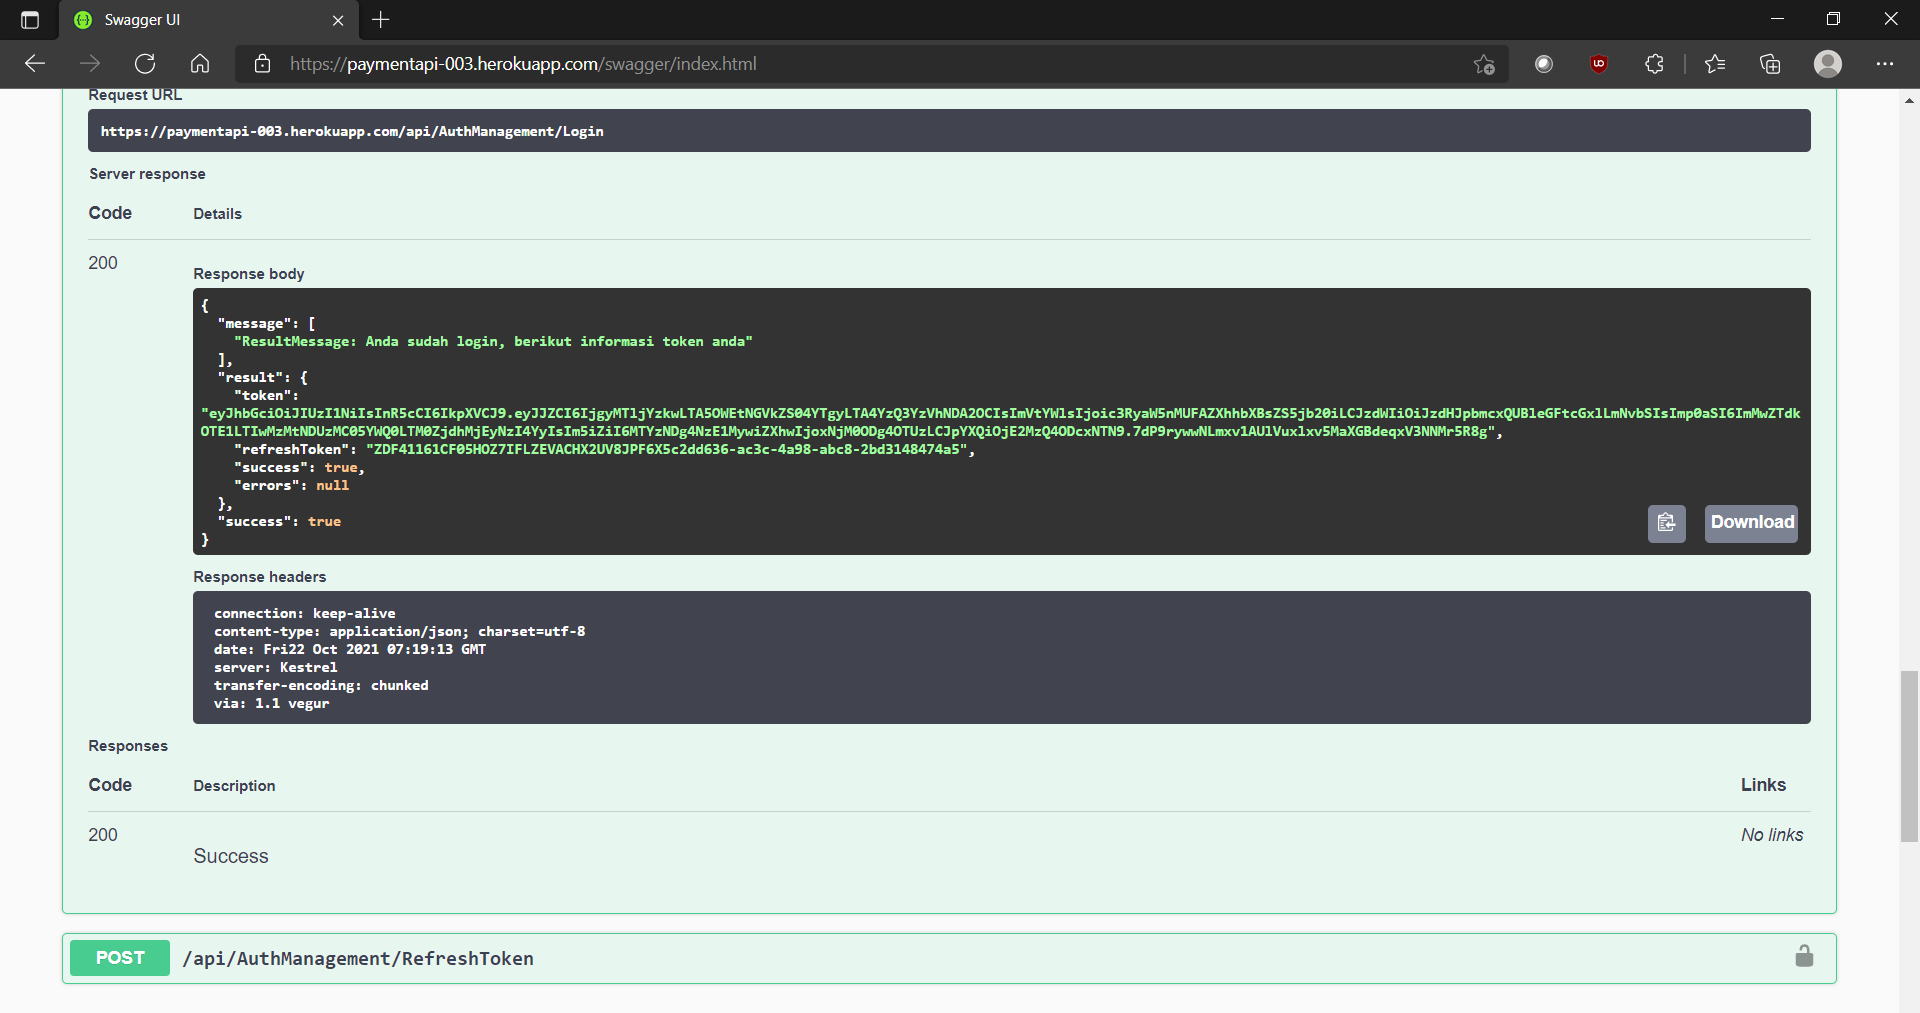 Swagger UI
https://paymentapi-003.herokuapp.com/swagger/index.html
Request URL
https://paymentapi-003.herokuapp.com/api/AuthManagement/Login
Server response
Code Details
200
Response body
{
"message": [
"ResultMessage: Anda sudah login, berikut informasi token anda"
],
"result": {
"token":
"eyJhbGciOiJIUzI1NiIsInR5cCI6IkpXVCJ9.eyJJZCI6IjgyMTljYzkwLTA5OWEtNGVkZS04YTgyLTA4YzQ3YzVhNDA2OCIsImVtYWlsIjoic3RyaW5nMUFAZXhhbXBsZS5jb20iLCJzdWIiOiJzdHJpbmcxQUBleGFtcGxlLmNvbSIsImp0aSI6ImMwZTdk
OTE1LTIwMzMtNDUzMC05YWQ0LTM0ZjdhMjEyNzI4YyIsIm5iZiI6MTYzNDg4NzE1MywiZXhwIjoxNjM0ODg4OTUzLCJpYXQiOjE2MzQ4ODcxNTN9.7dP9rywwNLmxv1AUlVuxlxv5MaXGBdeqxV3NNMr5R8g",
"refreshToken": "ZDF41161CF05HOZ7IFLZEVACHX2UV8JPF6X5c2dd636-ac3c-4a98-abc8-2bd3148474a5",
"success": true,
"errors": null
},
"success": true
}
Download
Response headers
connection: keep-alive
content-type: application/json; charset=utf-8
date: Fri22 Oct 2021 07:19:13 GMT
server: Kestrel
transfer-encoding: chunked
via: 1.1 vegur
Responses
Code Description Links
200 No links
Success
POST /api/AuthManagement/RefreshToken